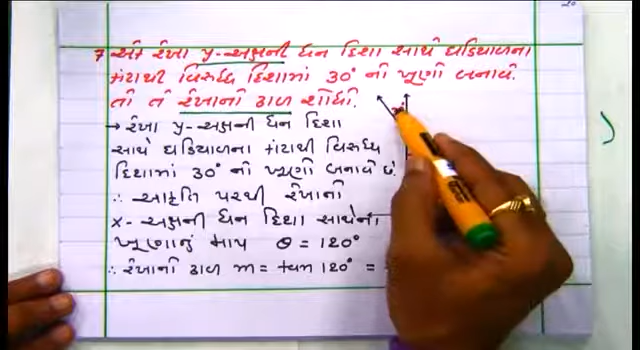 7 એક રેખા y-અક્ષની ધન દિશા સાથે ઘડિયાળના
કાંટાથી વિરુધ્ધ દિશામાં 30° નો ખૂણો બનાવે.
તો તે રેખાનો ઢાળ શોધો.
→ રેખા y-અક્ષની ધન દિશા
સાથે ઘડિયાળના કાંટાથી વિરુધ્ધ
દિશામાં 30° નો ખૂણો બનાવે છે.
∴ આકૃતિ પરથી રેખાનો
x-અક્ષની ધન દિશા સાથેનાં
ખૂણાનું માપ θ = 120°
∴ રેખાનો ઢાળ m = tan 120° =